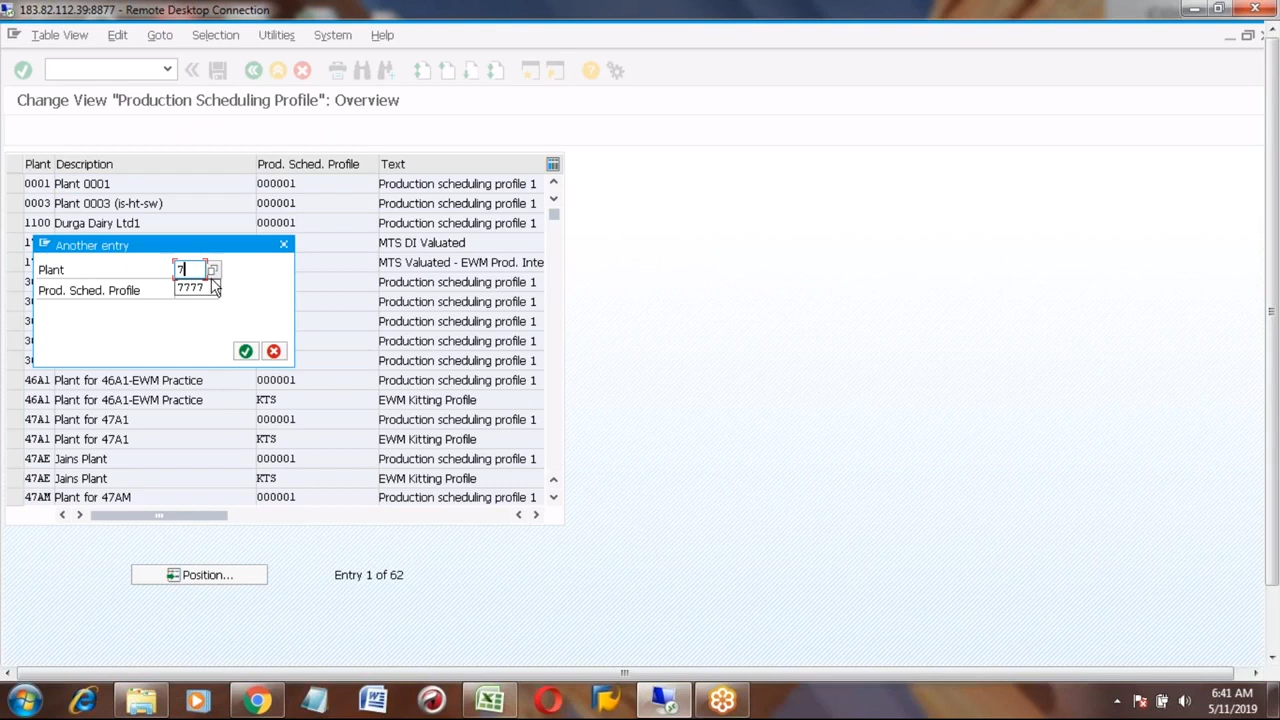 183.82.112.39:8877 - Remote Desktop Connection
Table View Edit Goto Selection Utilities System Help
Change View "Production Scheduling Profile": Overview
Plant Description Prod. Sched. Profile Text
0001 Plant 0001 000001 Production scheduling profile 1
0003 Plant 0003 (is-ht-sw) 000001 Production scheduling profile 1
1100 Durga Dairy Ltd1 000001 Production scheduling profile 1
MTS DI Valuated
MTS Valuated - EWM Prod. Inte
Production scheduling profile 1
Production scheduling profile 1
Production scheduling profile 1
Production scheduling profile 1
Production scheduling profile 1
Another entry
Plant 7
7777
Prod. Sched. Profile
46A1 Plant for 46A1-EWM Practice 000001 Production scheduling profile 1
46A1 Plant for 46A1-EWM Practice KTS EWM Kitting Profile
47A1 Plant for 47A1 000001 Production scheduling profile 1
47A1 Plant for 47A1 KTS EWM Kitting Profile
47AE Jains Plant 000001 Production scheduling profile 1
47AE Jains Plant KTS EWM Kitting Profile
47AM Plant for 47AM 000001 Production scheduling profile 1
Position... Entry 1 of 62
6:41 AM
5/11/2019